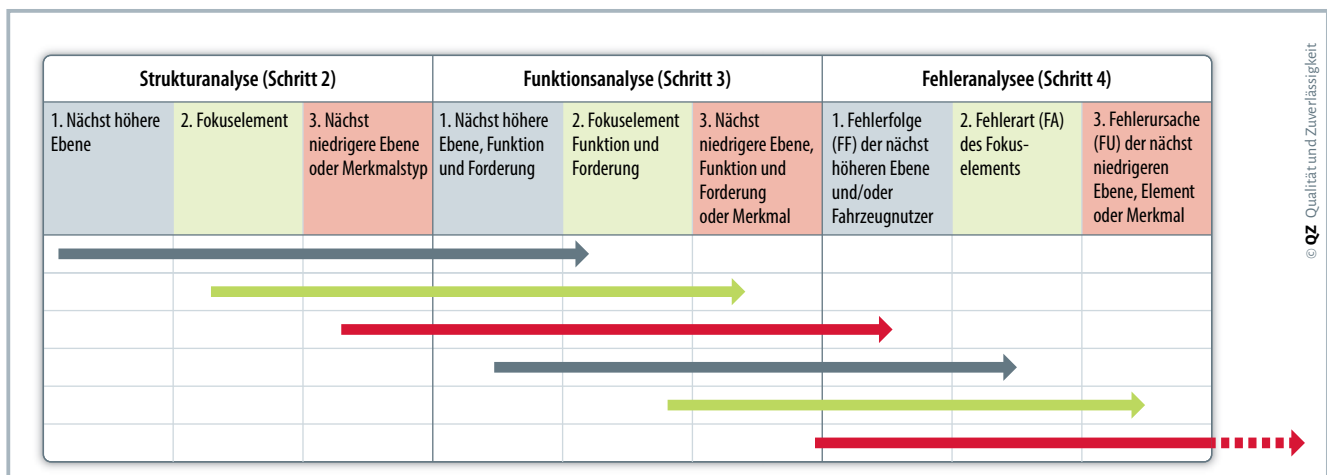 Strukturanalyse (Schritt 2)
Funktionsanalyse (Schritt 3)
Fehleranalysee (Schritt 4)
1. Nächst höhere
Ebene
2. Fokuselement
3. Nächst
niedrigere Ebene
oder Merkmalstyp
1. Nächst höhere
Ebene, Funktion
und Forderung
2. Fokuselement
Funktion und
Forderung
3. Nächst
niedrigere Ebene,
Funktion und
Forderung
oder Merkmal
1. Fehlerfolge
(FF) der nächst
höheren Ebene
und/oder
Fahrzeugnutzer
2. Fehlerart (FA)
des Fokus-
elements
3. Fehlerursache
(FU) der nächst
niedrigeren
Ebene, Element
oder Merkmal
© QZ Qualität und Zuverlässigkeit